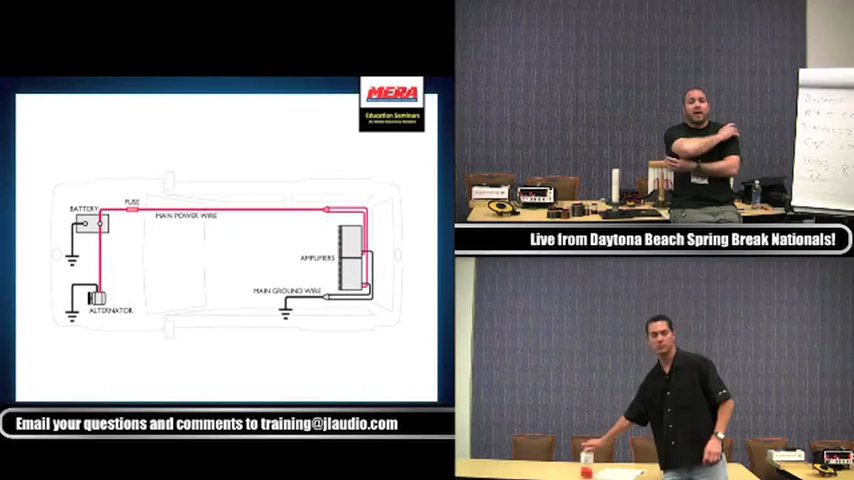 MERA
Education Seminars
BATTERY
FUSE
MAIN POWER WIRE
AMPLIFIERS
MAIN GROUND WIRE
ALTERNATOR
Email your questions and comments to training@jlaudio.com
Live from Daytona Beach Spring Break Nationals!